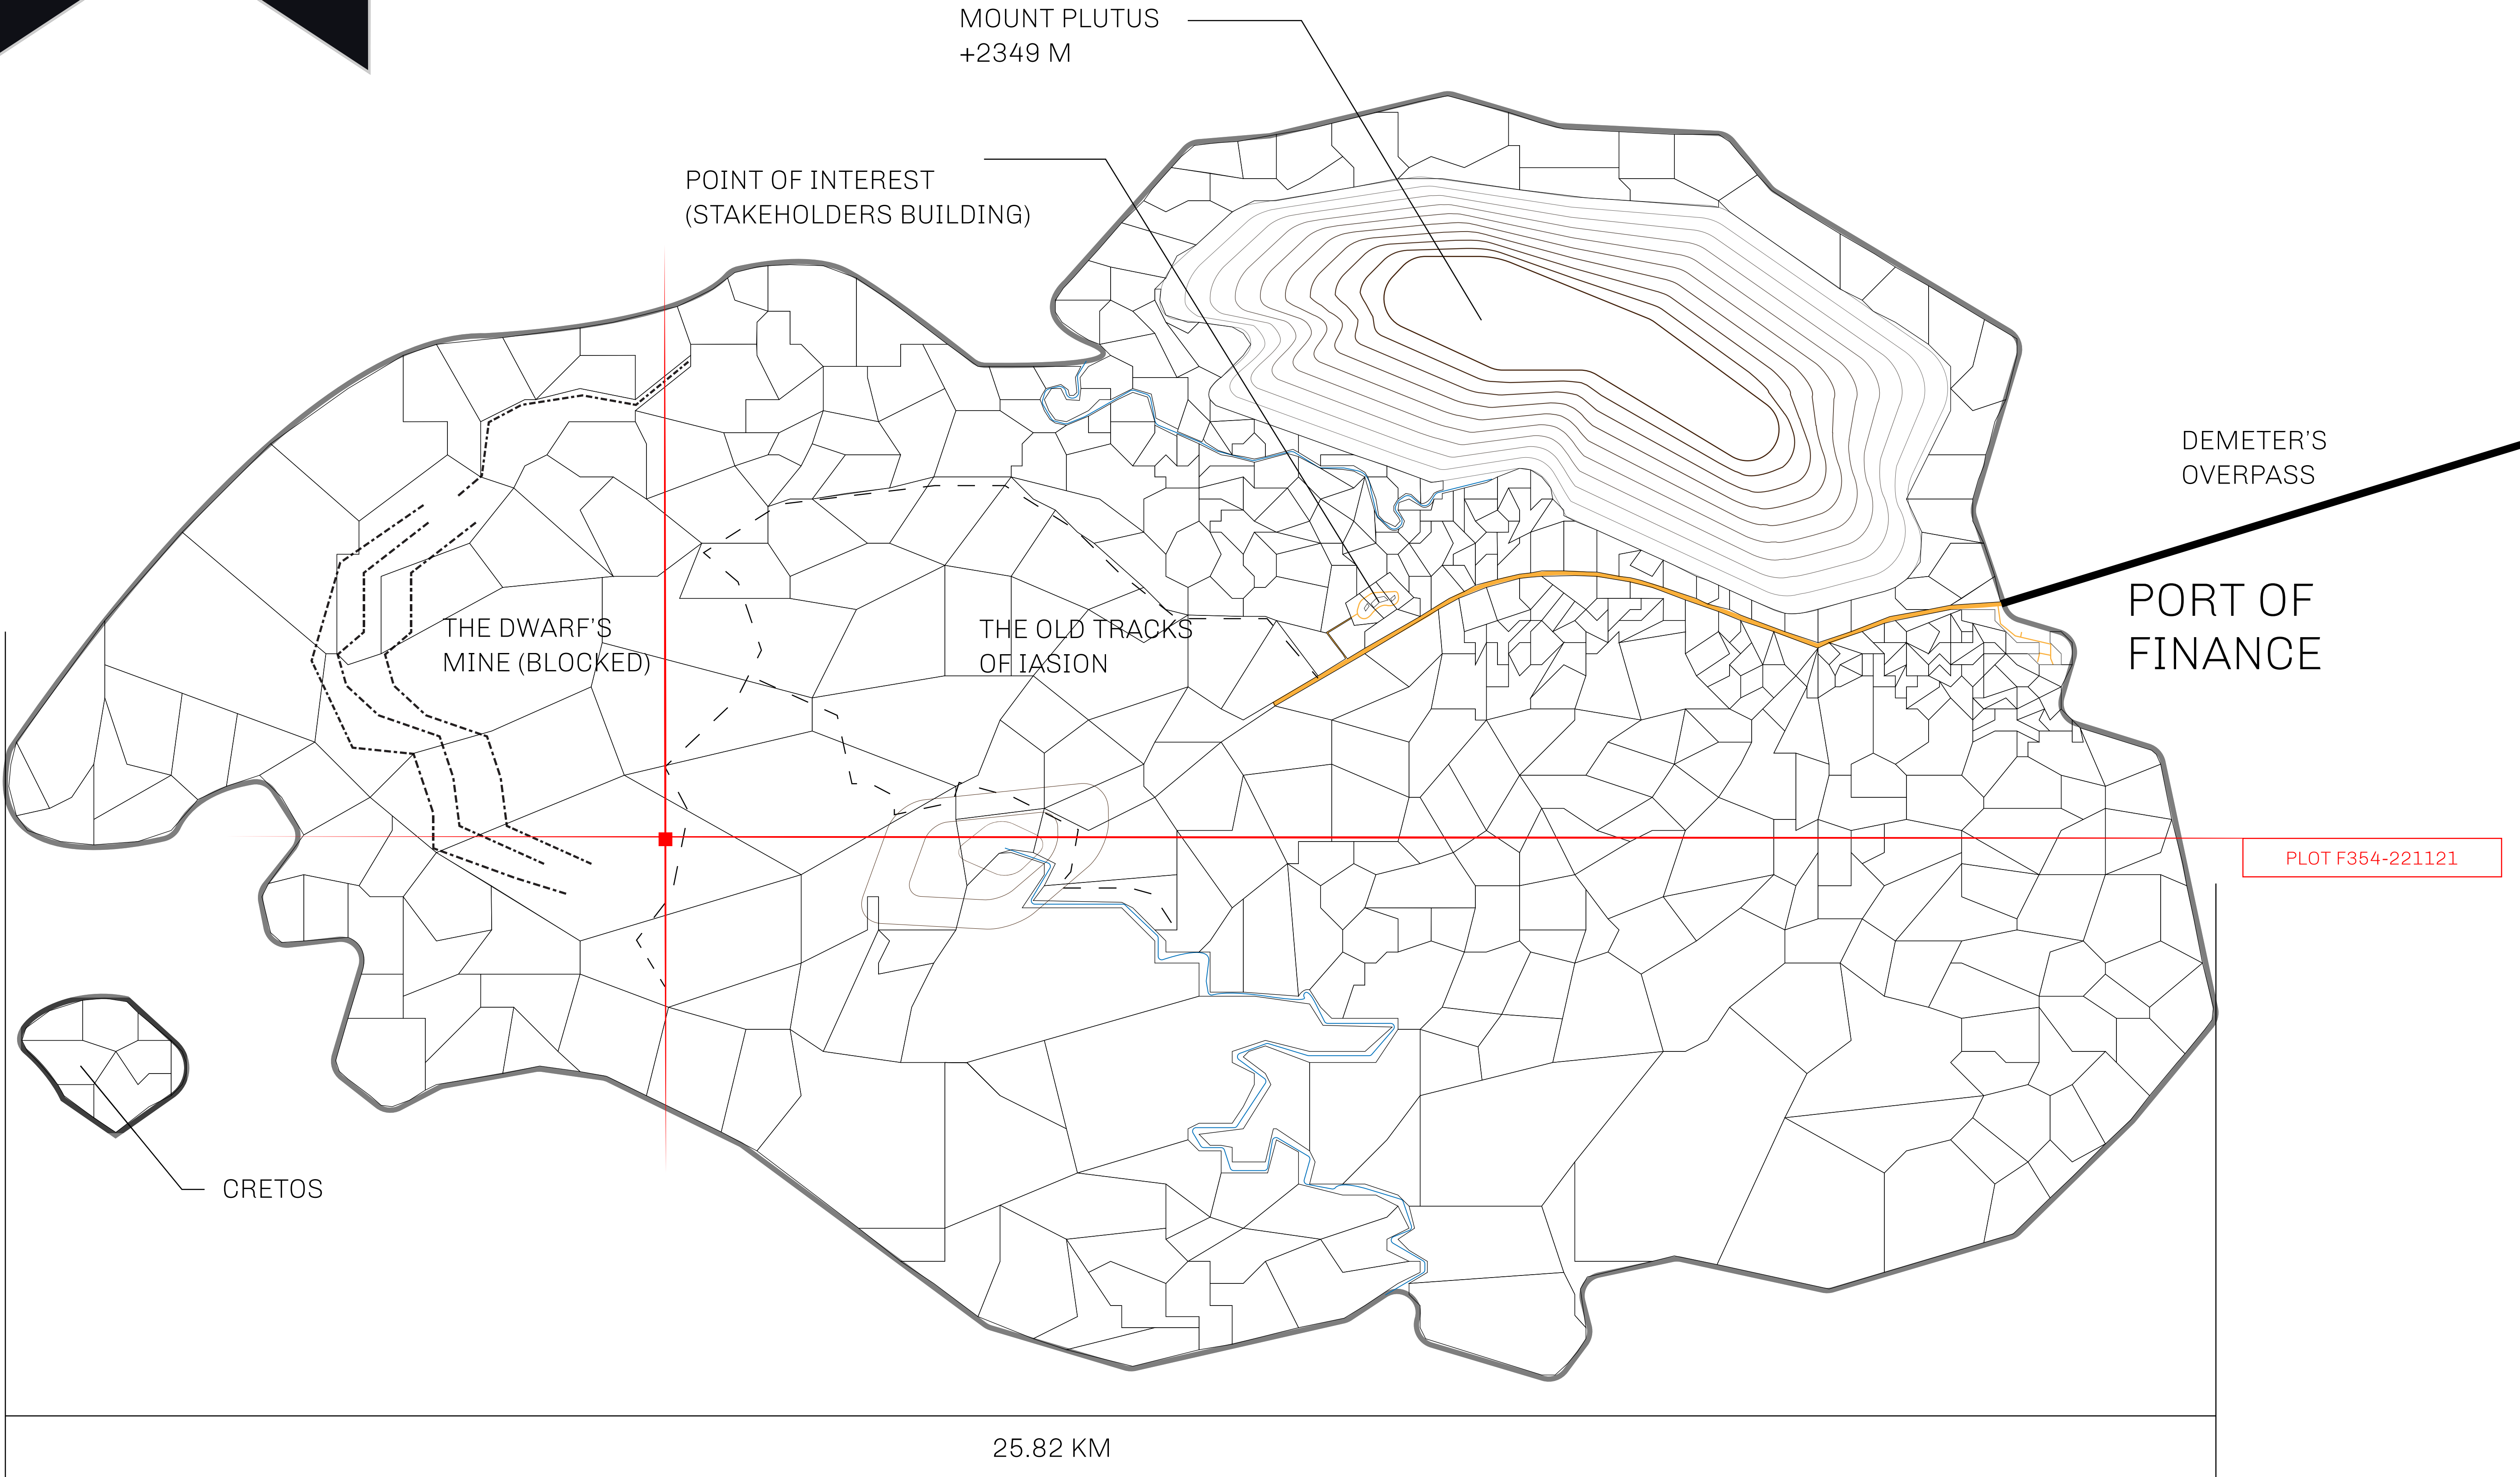 MOUNT PLUTUS
+2349 M
POINT OF INTEREST
(STAKEHOLDERS BUILDING)
DEMETER'S
OVERPASS
PORT OF
FINANCE
THE DWARF'S
MINE (BLOCKED)
THE OLD TRACKS
OF IASION
PLOT F354-221121
CRETOS
25.82 KM